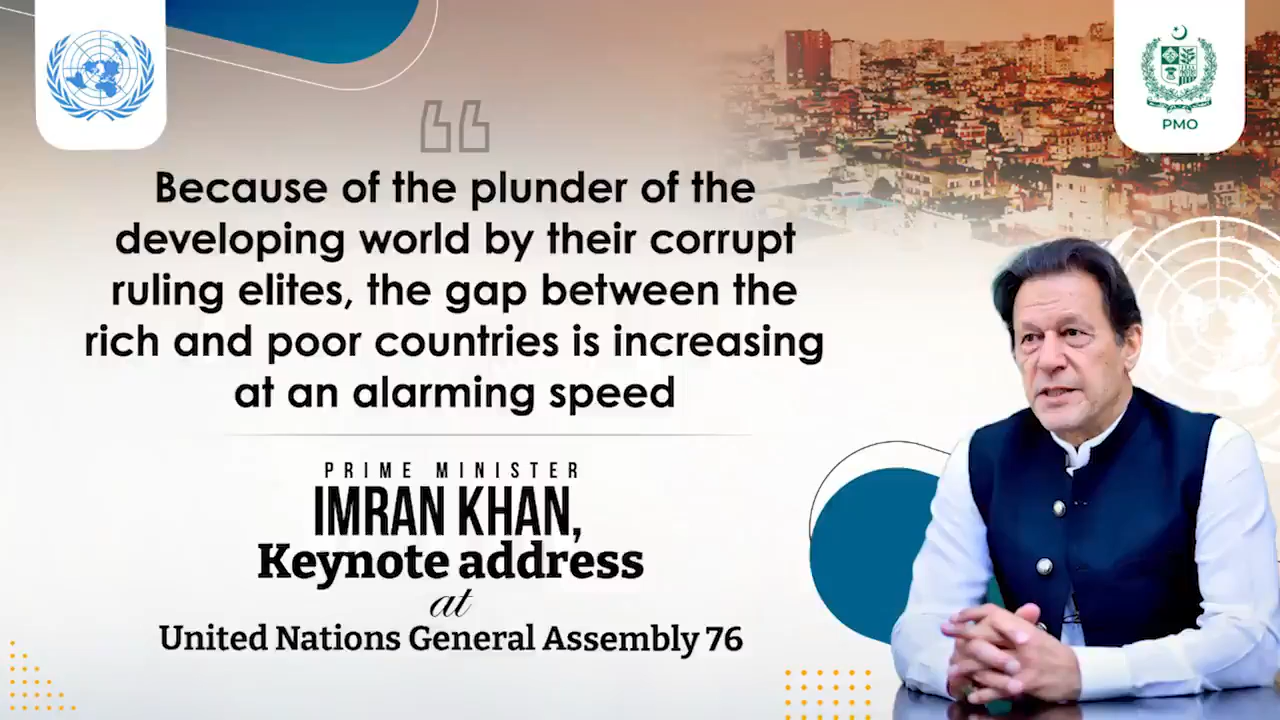 PMO
Because of the plunder of the
developing world by their corrupt
ruling elites, the gap between the
rich and poor countries is increasing
at an alarming speed
PRIME MINISTER
IMRAN KHAN,
Keynote address
at
United Nations General Assembly 76